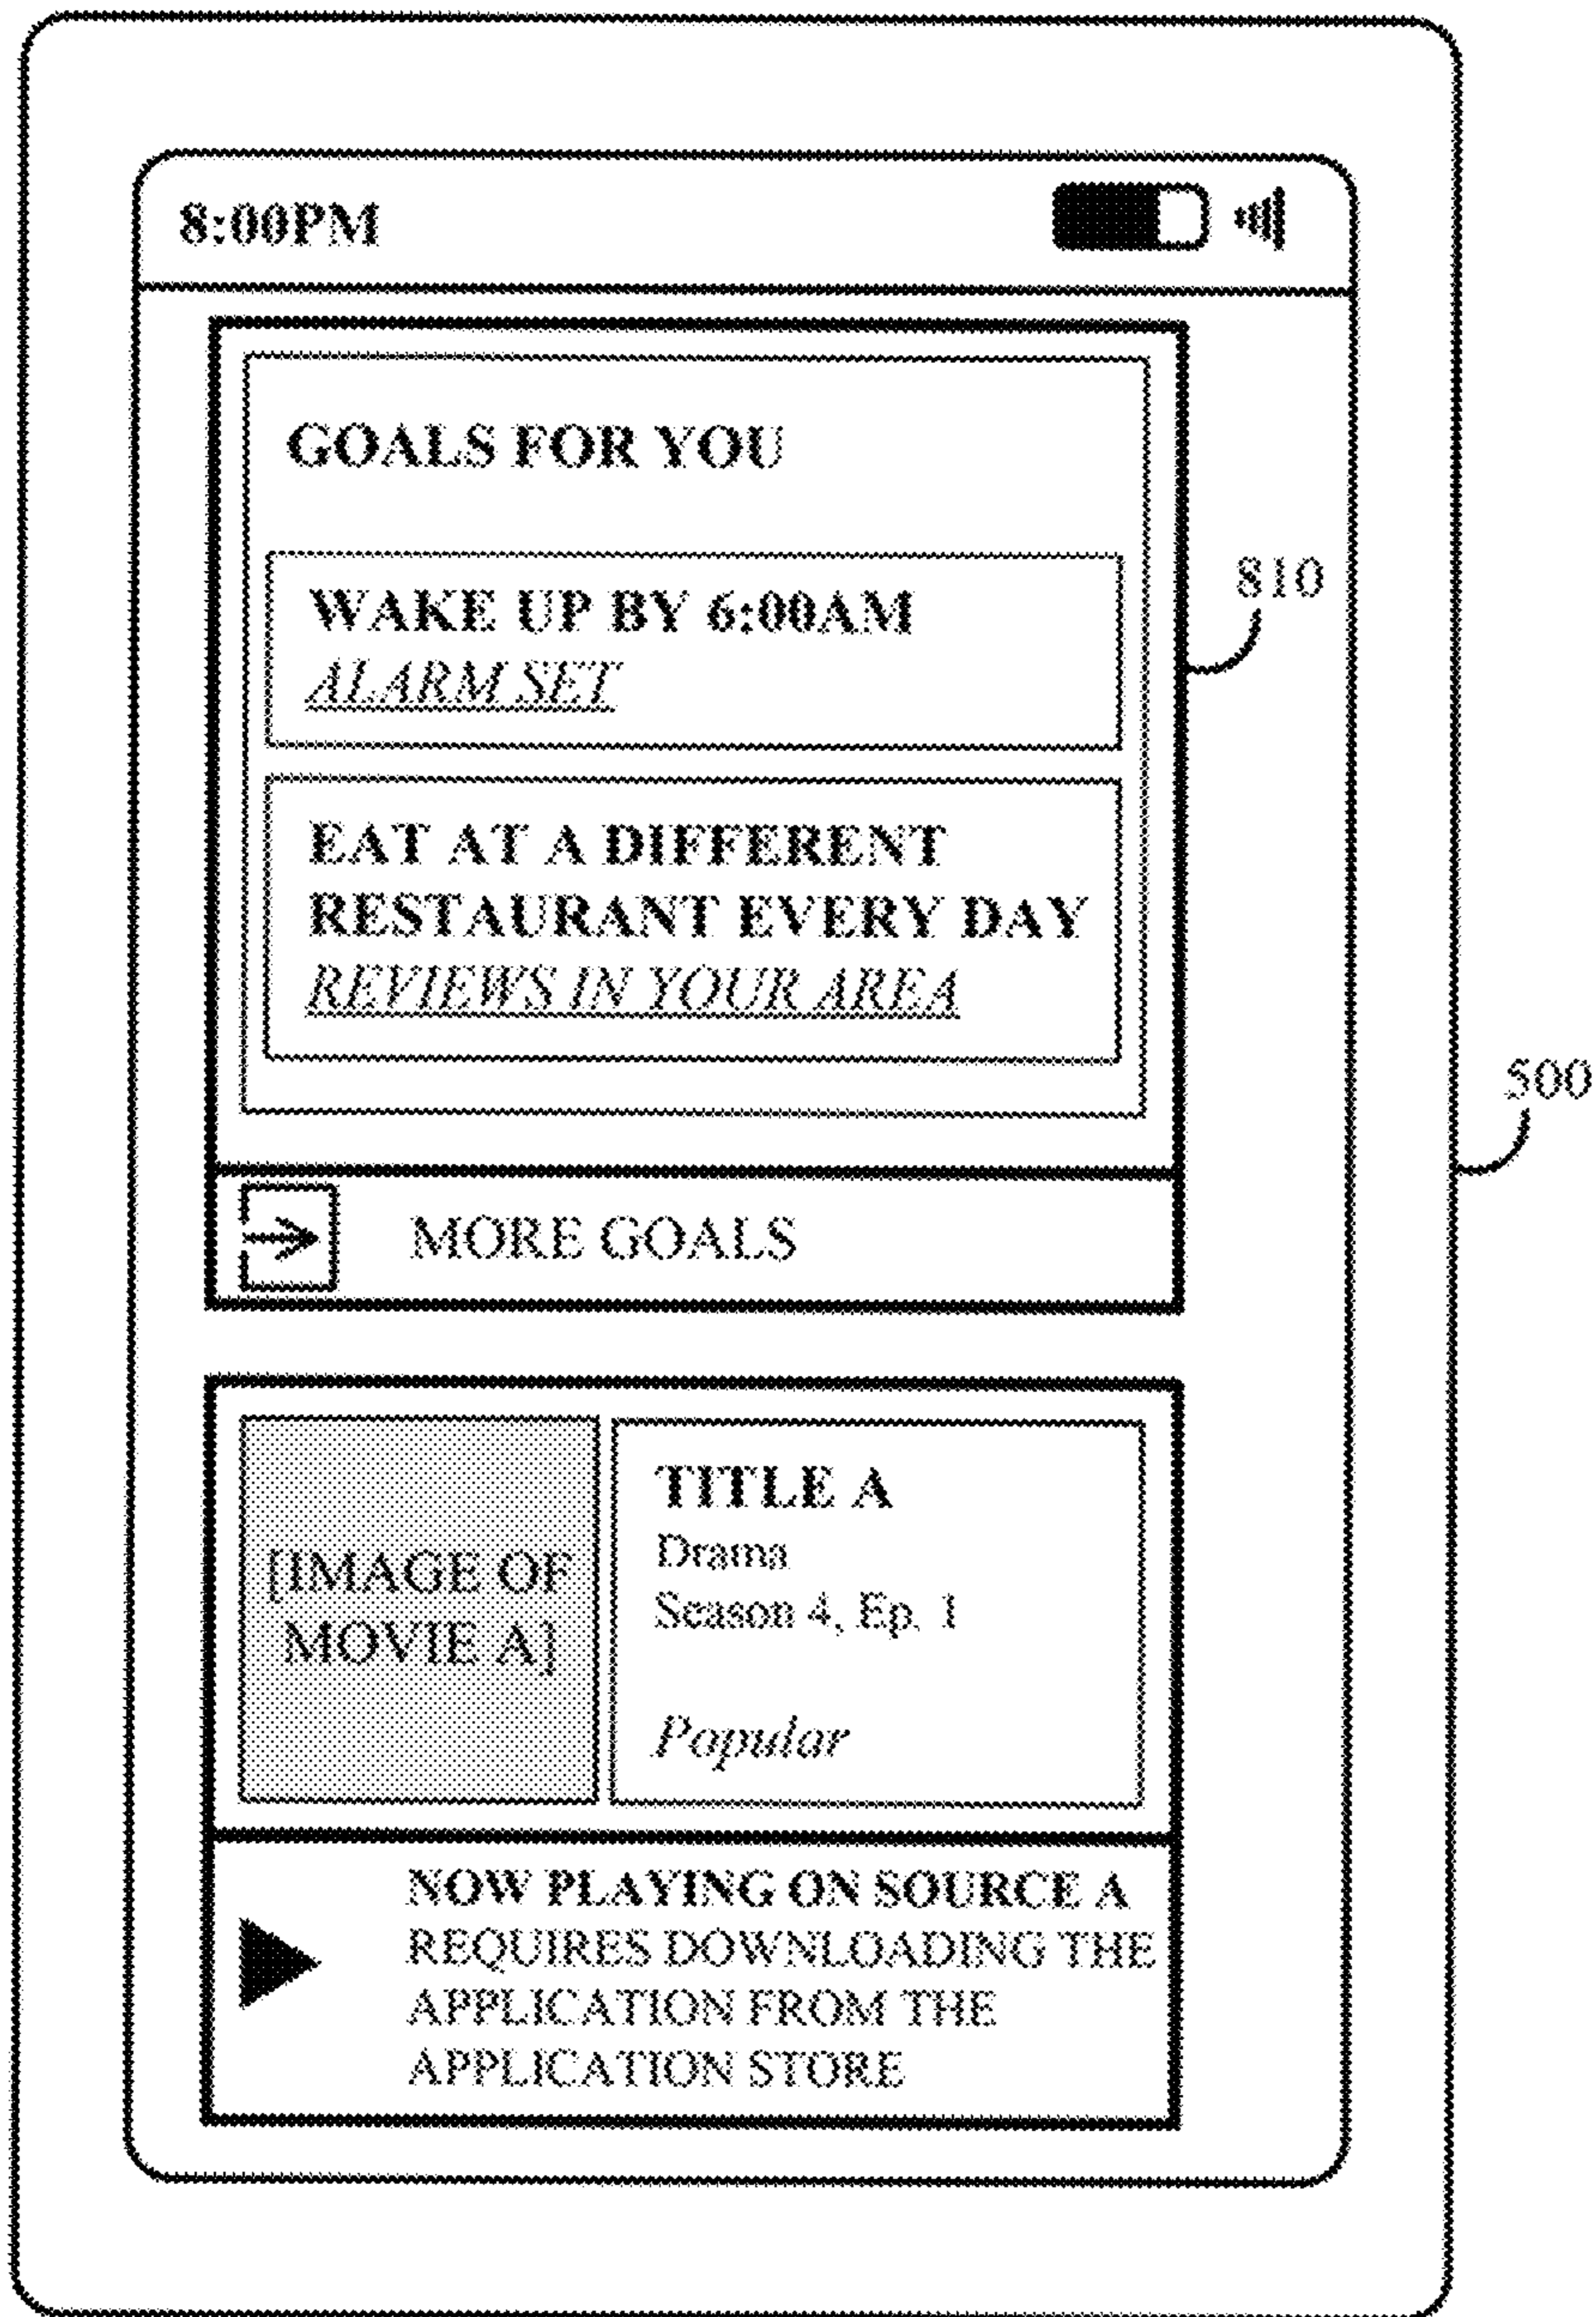 8:00PM
GOALS FOR YOU
WAKE UP BY 6:00AM
ALARM SET
810
EAT AT A DIFFERENT
RESTAURANT EVERY DAY
REVIEWS IN YOUR AREA
500
MORE GOALS
[IMAGE OF
MOVIE A]
TITLE A
Drama
Season 4, Ep. 1
Popular
NOW PLAYING ON SOURCE A
REQUIRES DOWNLOADING THE
APPLICATION FROM THE
APPLICATION STORE